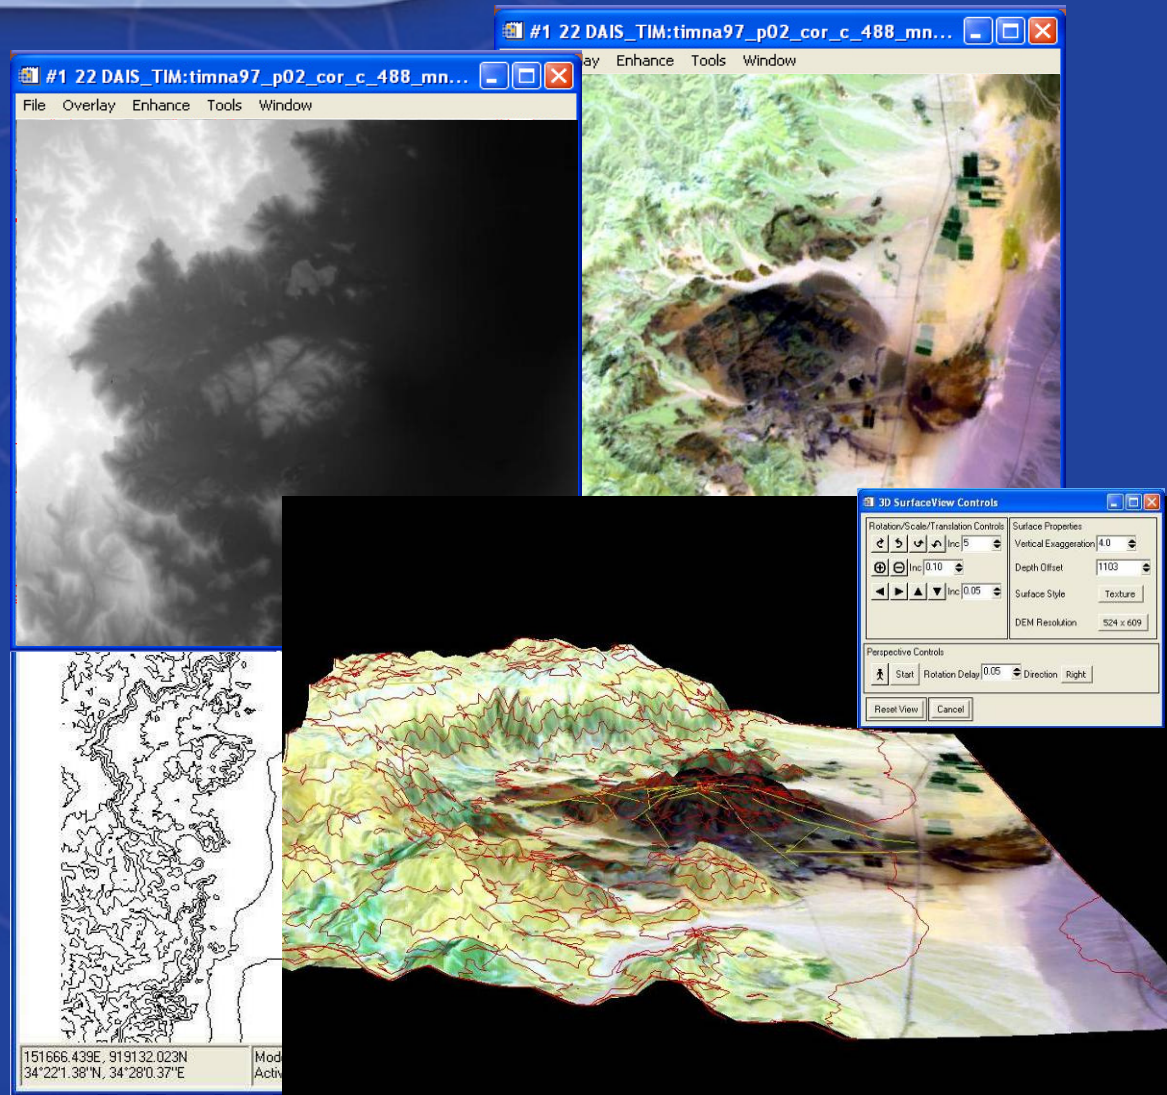 #1 22 DAIS_TIM:timna97_p02_cor_c_488_mn...
ay Enhance Tools Window
#1 22 DAIS_TIM:timna97_p02_cor_c_488_mn...
File Overlay Enhance Tools Window
3D SurfaceView Controls
Rotation/Scale/Translation Controls
Inc 5
Inc 0.10
Inc 0.05
Surface Properties
Vertical Exaggeration 4.0
Depth Offset 1103
Surface Style Texture
DEM Resolution 524 x 609
Perspective Controls
Start Rotation Delay 0.05 Direction Right
Reset View Cancel
151666.439E, 919132.023N
34°22'1.38"N, 34°28'0.37"E
Mod
Activ